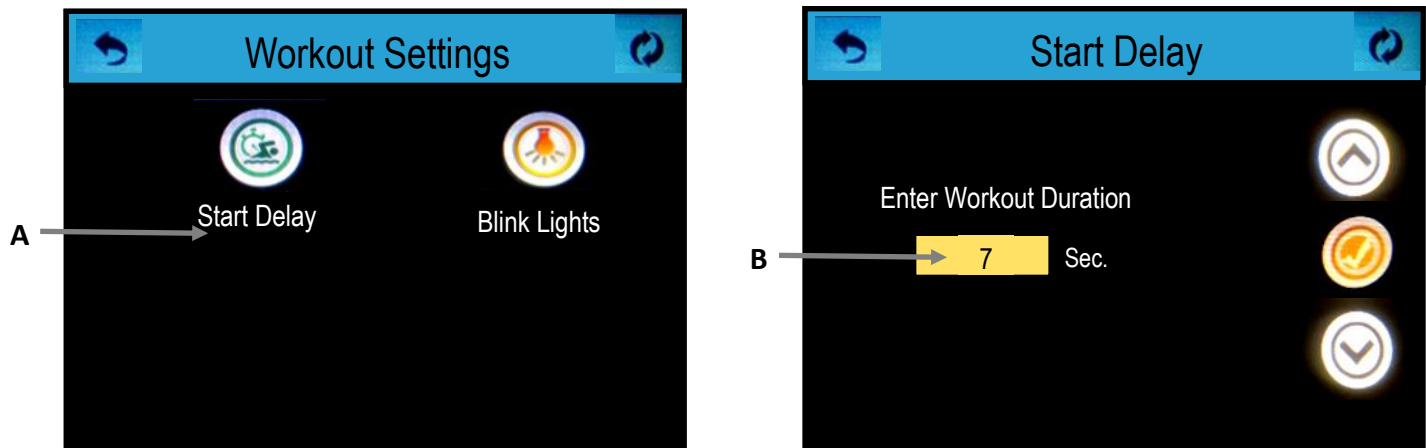 Workout Settings
A
Start Delay
Blink Lights
Start Delay
Enter Workout Duration
B
7 Sec.